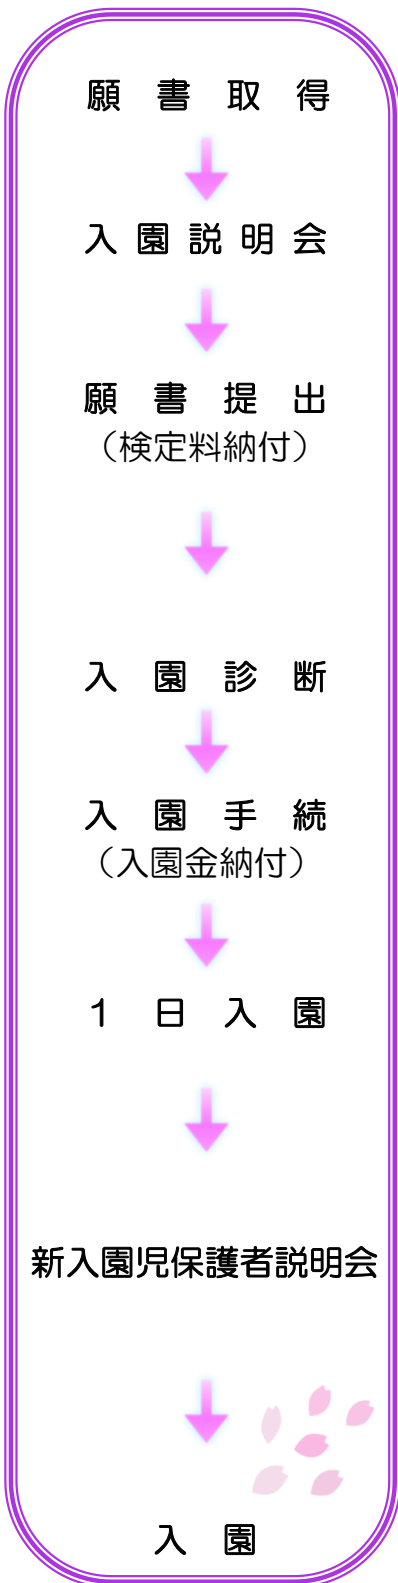 願書取得
入園説明会
願書提出
（検定料納付）
入園診断
入園手続
（入園金納付）
1日入園
新入園児保護者説明会
入園